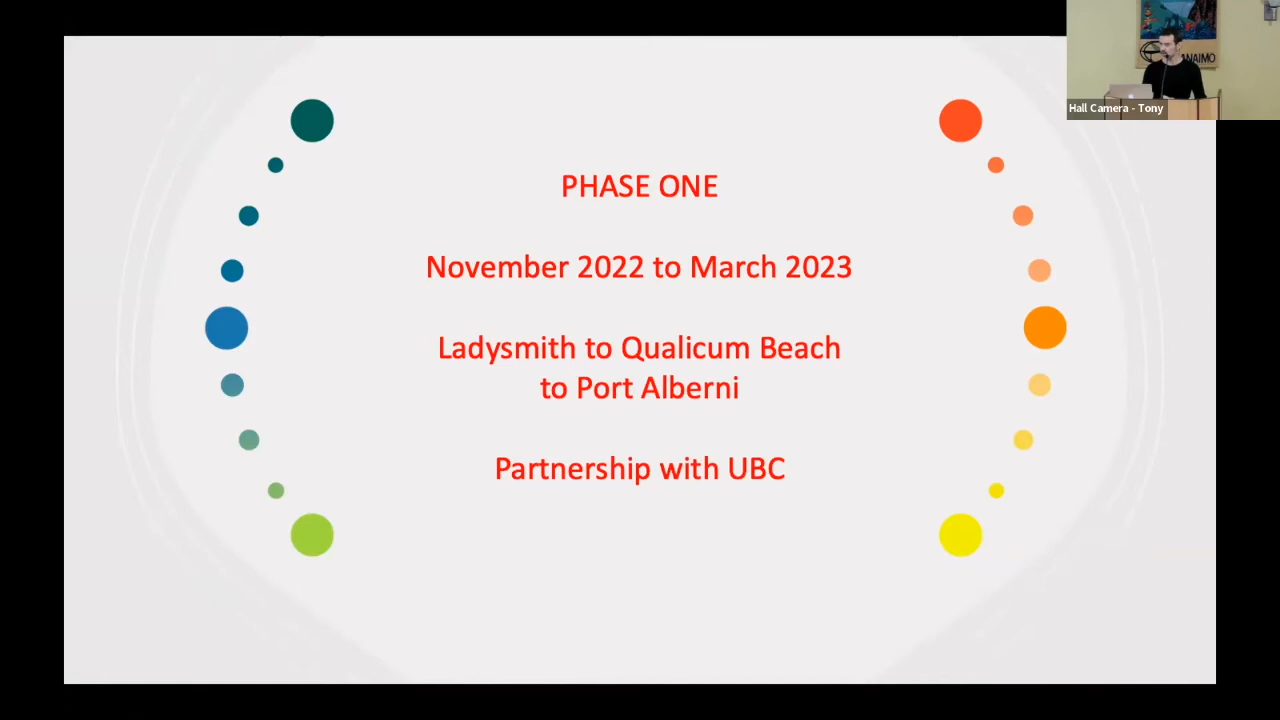 PHASE ONE
November 2022 to March 2023
Ladysmith to Qualicum Beach
to Port Alberni
Partnership with UBC
ANAIMO
Hall Camera - Tony